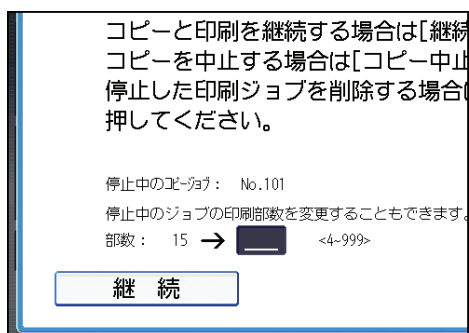 コピーと印刷を継続する場合は[継続
コピーを中止する場合は[コピー中止
停止した印刷ジョブを削除する場合は
押してください。
停止中のｺﾋﾟｰｼﾞｮﾌﾞ: No.101
停止中のジョブの印刷部数を変更することもできます。
部数: 15 → __ <4~999>
継 続